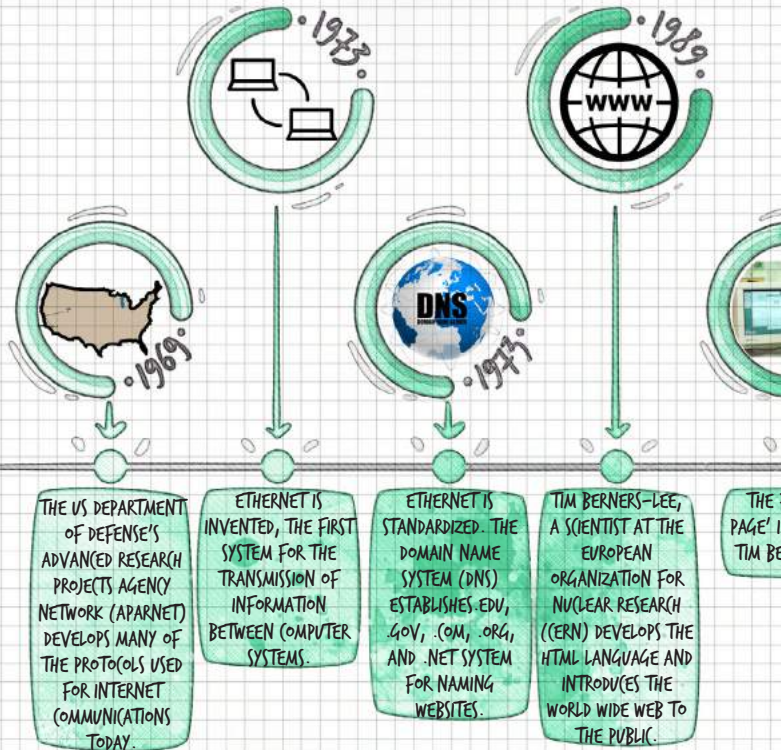 1973
1989
WWW
DNS
1969
1973
THE US DEPARTMENT
OF DEFENSE'S
ADVANCED RESEARCH
PROJECTS AGENCY
NETWORK (APARNET)
DEVELOPS MANY OF
THE PROTOCOLS USED
FOR INTERNET
COMMUNICATIONS
TODAY.
ETHERNET IS
INVENTED, THE FIRST
SYSTEM FOR THE
TRANSMISSION OF
INFORMATION
BETWEEN COMPUTER
SYSTEMS.
ETHERNET IS
STANDARDIZED. THE
DOMAIN NAME
SYSTEM (DNS)
ESTABLISHES.EDU,
.GOV, .COM, .ORG,
AND .NET SYSTEM
FOR NAMING
WEBSITES.
TIM BERNERS-LEE,
A SCIENTIST AT THE
EUROPEAN
ORGANIZATION FOR
NUCLEAR RESEARCH
(CERN) DEVELOPS THE
HTML LANGUAGE AND
INTRODUCES THE
WORLD WIDE WEB TO
THE PUBLIC.
THE
PAGE' I
TIM BE